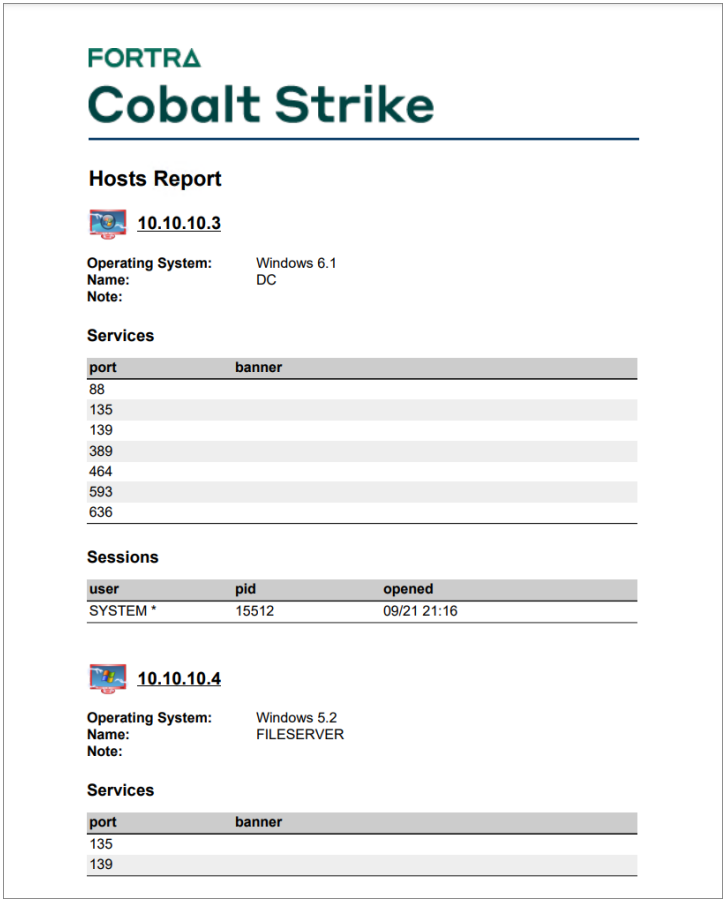 FORTRA
Cobalt Strike
Hosts Report
10.10.10.3
Operating System: Windows 6.1
Name: DC
Note:
Services
port banner
88
135
139
389
464
593
636
Sessions
user pid opened
SYSTEM * 15512 09/21 21:16
10.10.10.4
Operating System: Windows 5.2
Name: FILESERVER
Note:
Services
port banner
135
139